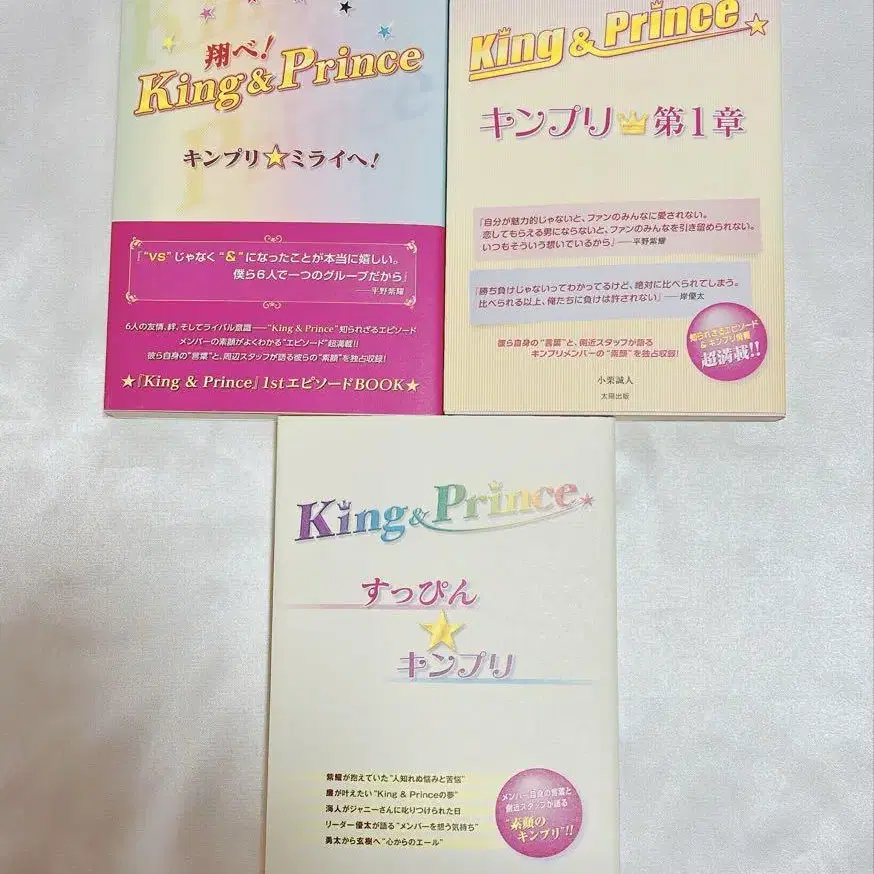 翔べ!
King & Prince
キンプリ★ミライへ!
『"vs"じゃなく"&"になったことが本当に嬉しい。
僕ら6人で一つのグループだから』
──平野紫耀
6人の友情、絆、そしてライバル意識──"King & Prince"知られざるエピソード
メンバーの素顔がよくわかる"エピソード"超満載!!
彼ら自身の"言葉"と、周辺スタッフが語る彼らの"素顔"を独占収録!
★『King & Prince』1stエピソードBOOK★
King & Prince
キンプリ 第1章
『自分が魅力的じゃないと、ファンのみんなに愛されない。
恋してもらえる男にならないと、ファンのみんなを引き留められない。
いつもそういう想いでいるから』──平野紫耀
『勝ち負けじゃないってわかってるけど、絶対に比べられてしまう。
比べられる以上、俺たちに負けは許されない』──岸優太
彼ら自身の"言葉"と、側近スタッフが語る
キンプリメンバーの"素顔"を独占収録!
知られざるエピソード
&キンプリ情報
超満載!!
小栗誠人
太陽出版
King & Prince
すっぴん
★
キンプリ
紫耀が抱えていた"人知れぬ悩みと苦悩"
廉が叶えたい"King & Princeの夢"
海人がジャニーさんに叱りつけられた日
リーダー優太が語る"メンバーを想う気持ち"
勇太から玄樹へ"心からのエール"
メンバー自身の言葉と
側近スタッフが語る
"素顔の
キンプリ"!!